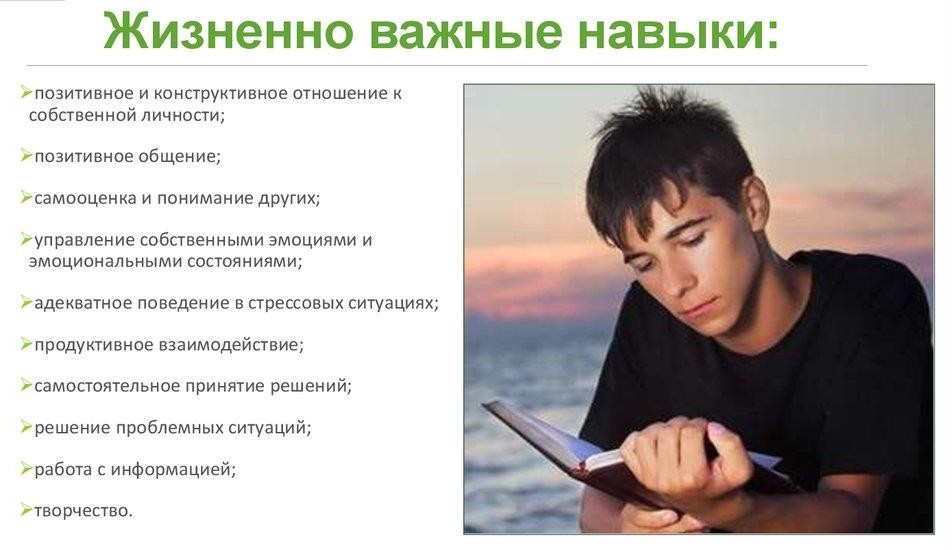 Жизненно важные навыки:
позитивное и конструктивное отношение к
собственной личности;
позитивное общение;
самооценка и понимание других;
управление собственными эмоциями и
эмоциональными состояниями;
адекватное поведение в стрессовых ситуациях;
продуктивное взаимодействие;
самостоятельное принятие решений;
решение проблемных ситуаций;
работа с информацией;
творчество.